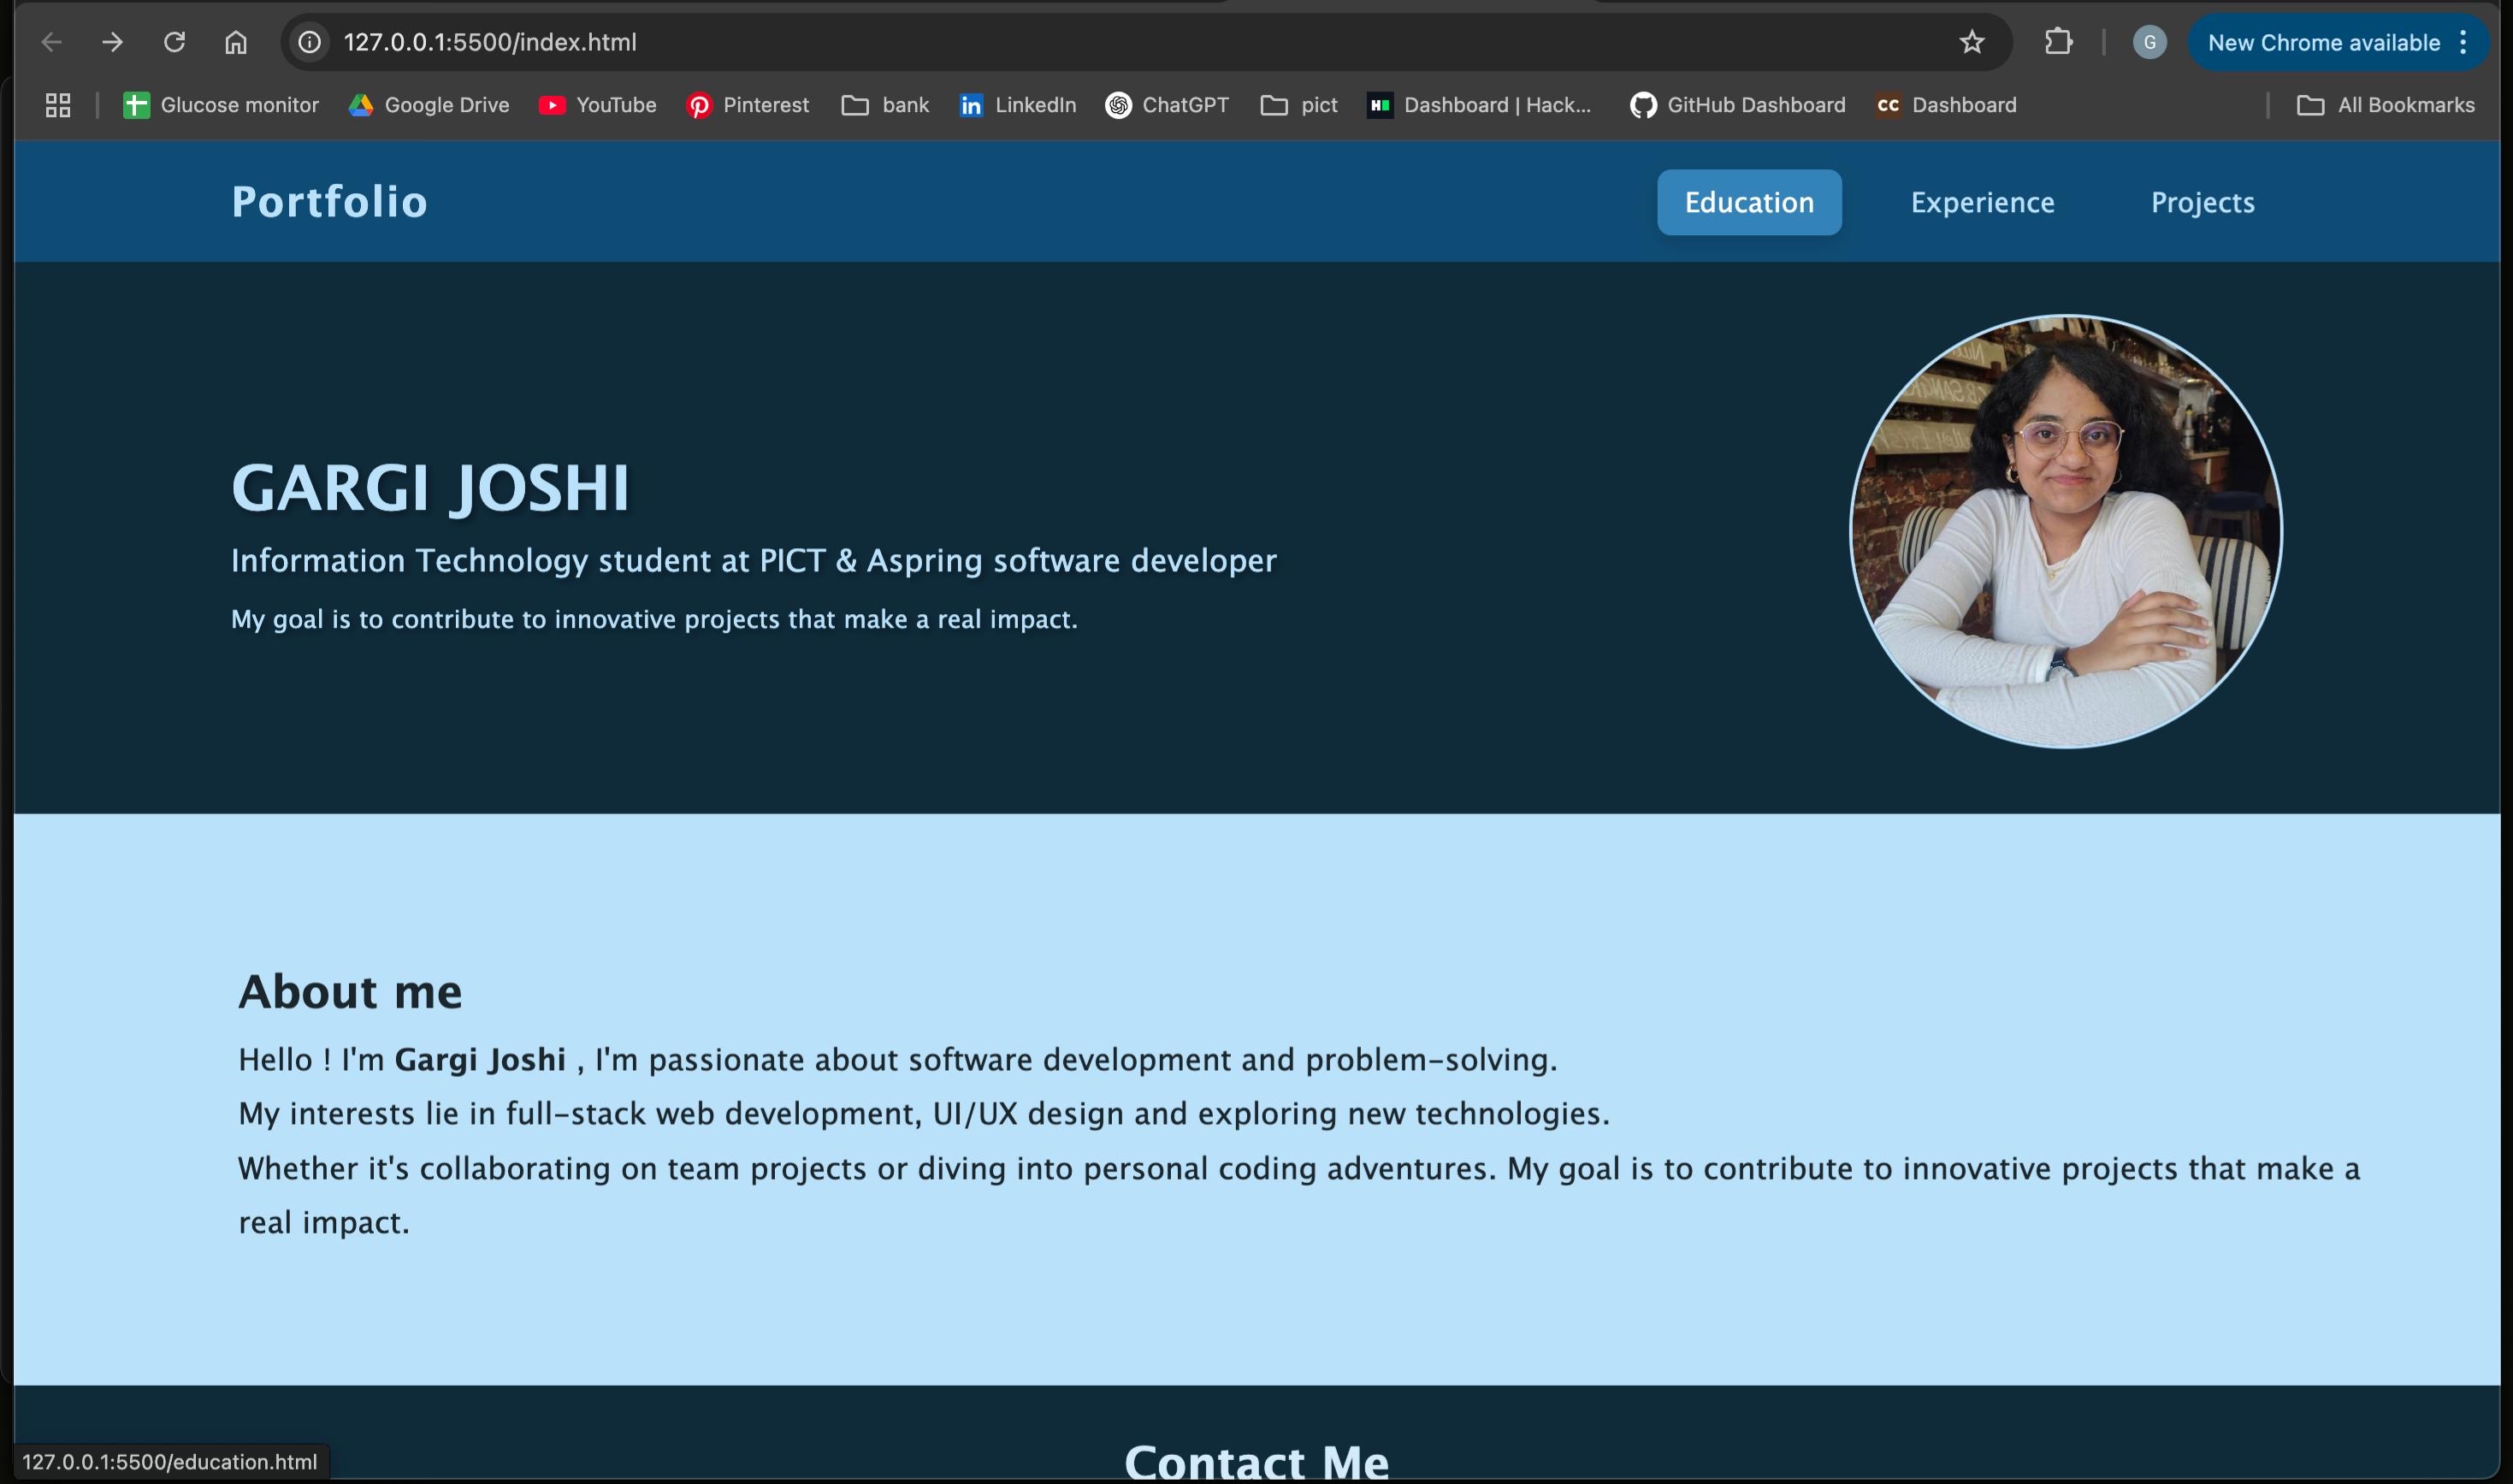 127.0.0.1:5500/index.html
G
New Chrome available
Glucose monitor
Google Drive
YouTube
Pinterest
bank
in
LinkedIn
ChatGPT
pict
H
Dashboard | Hack...
GitHub Dashboard
CC
Dashboard
All Bookmarks
Portfolio
Education
Experience
Projects
GARGI JOSHI
Information Technology student at PICT & Aspring software developer
My goal is to contribute to innovative projects that make a real impact.
About me
Hello ! I'm Gargi Joshi , I'm passionate about software development and problem-solving.
My interests lie in full-stack web development, UI/UX design and exploring new technologies.
Whether it's collaborating on team projects or diving into personal coding adventures. My goal is to contribute to innovative projects that make a
real impact.
Contact Me
127.0.0.1:5500/education.html